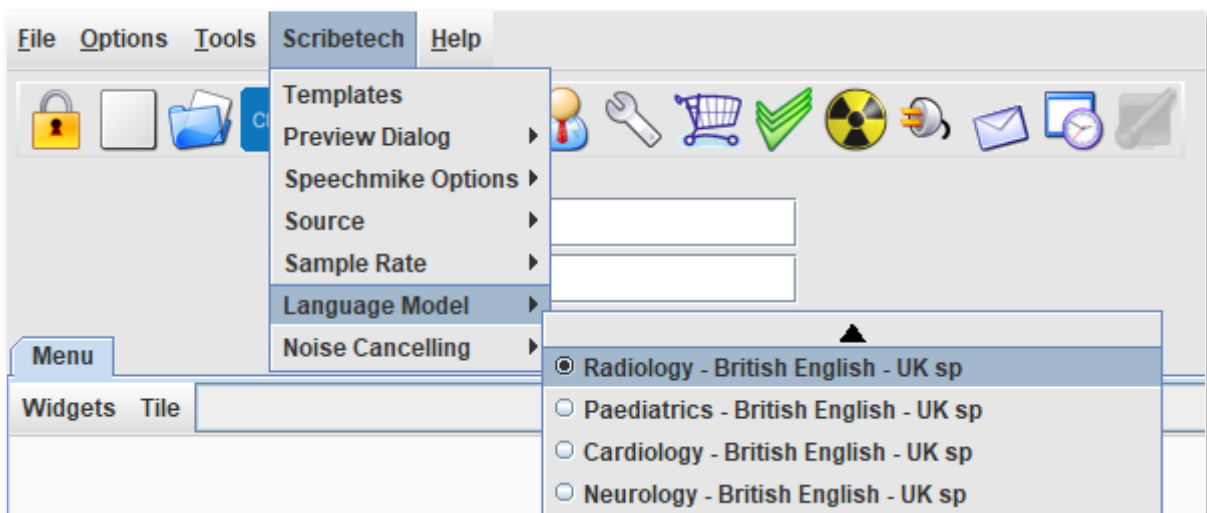 File Options Tools Scribetech Help
Templates
Preview Dialog
Speechmike Options
Source
Sample Rate
Language Model
Noise Cancelling
Radiology - British English - UK sp
Paediatrics - British English - UK sp
Cardiology - British English - UK sp
Neurology - British English - UK sp
Menu
Widgets Tile